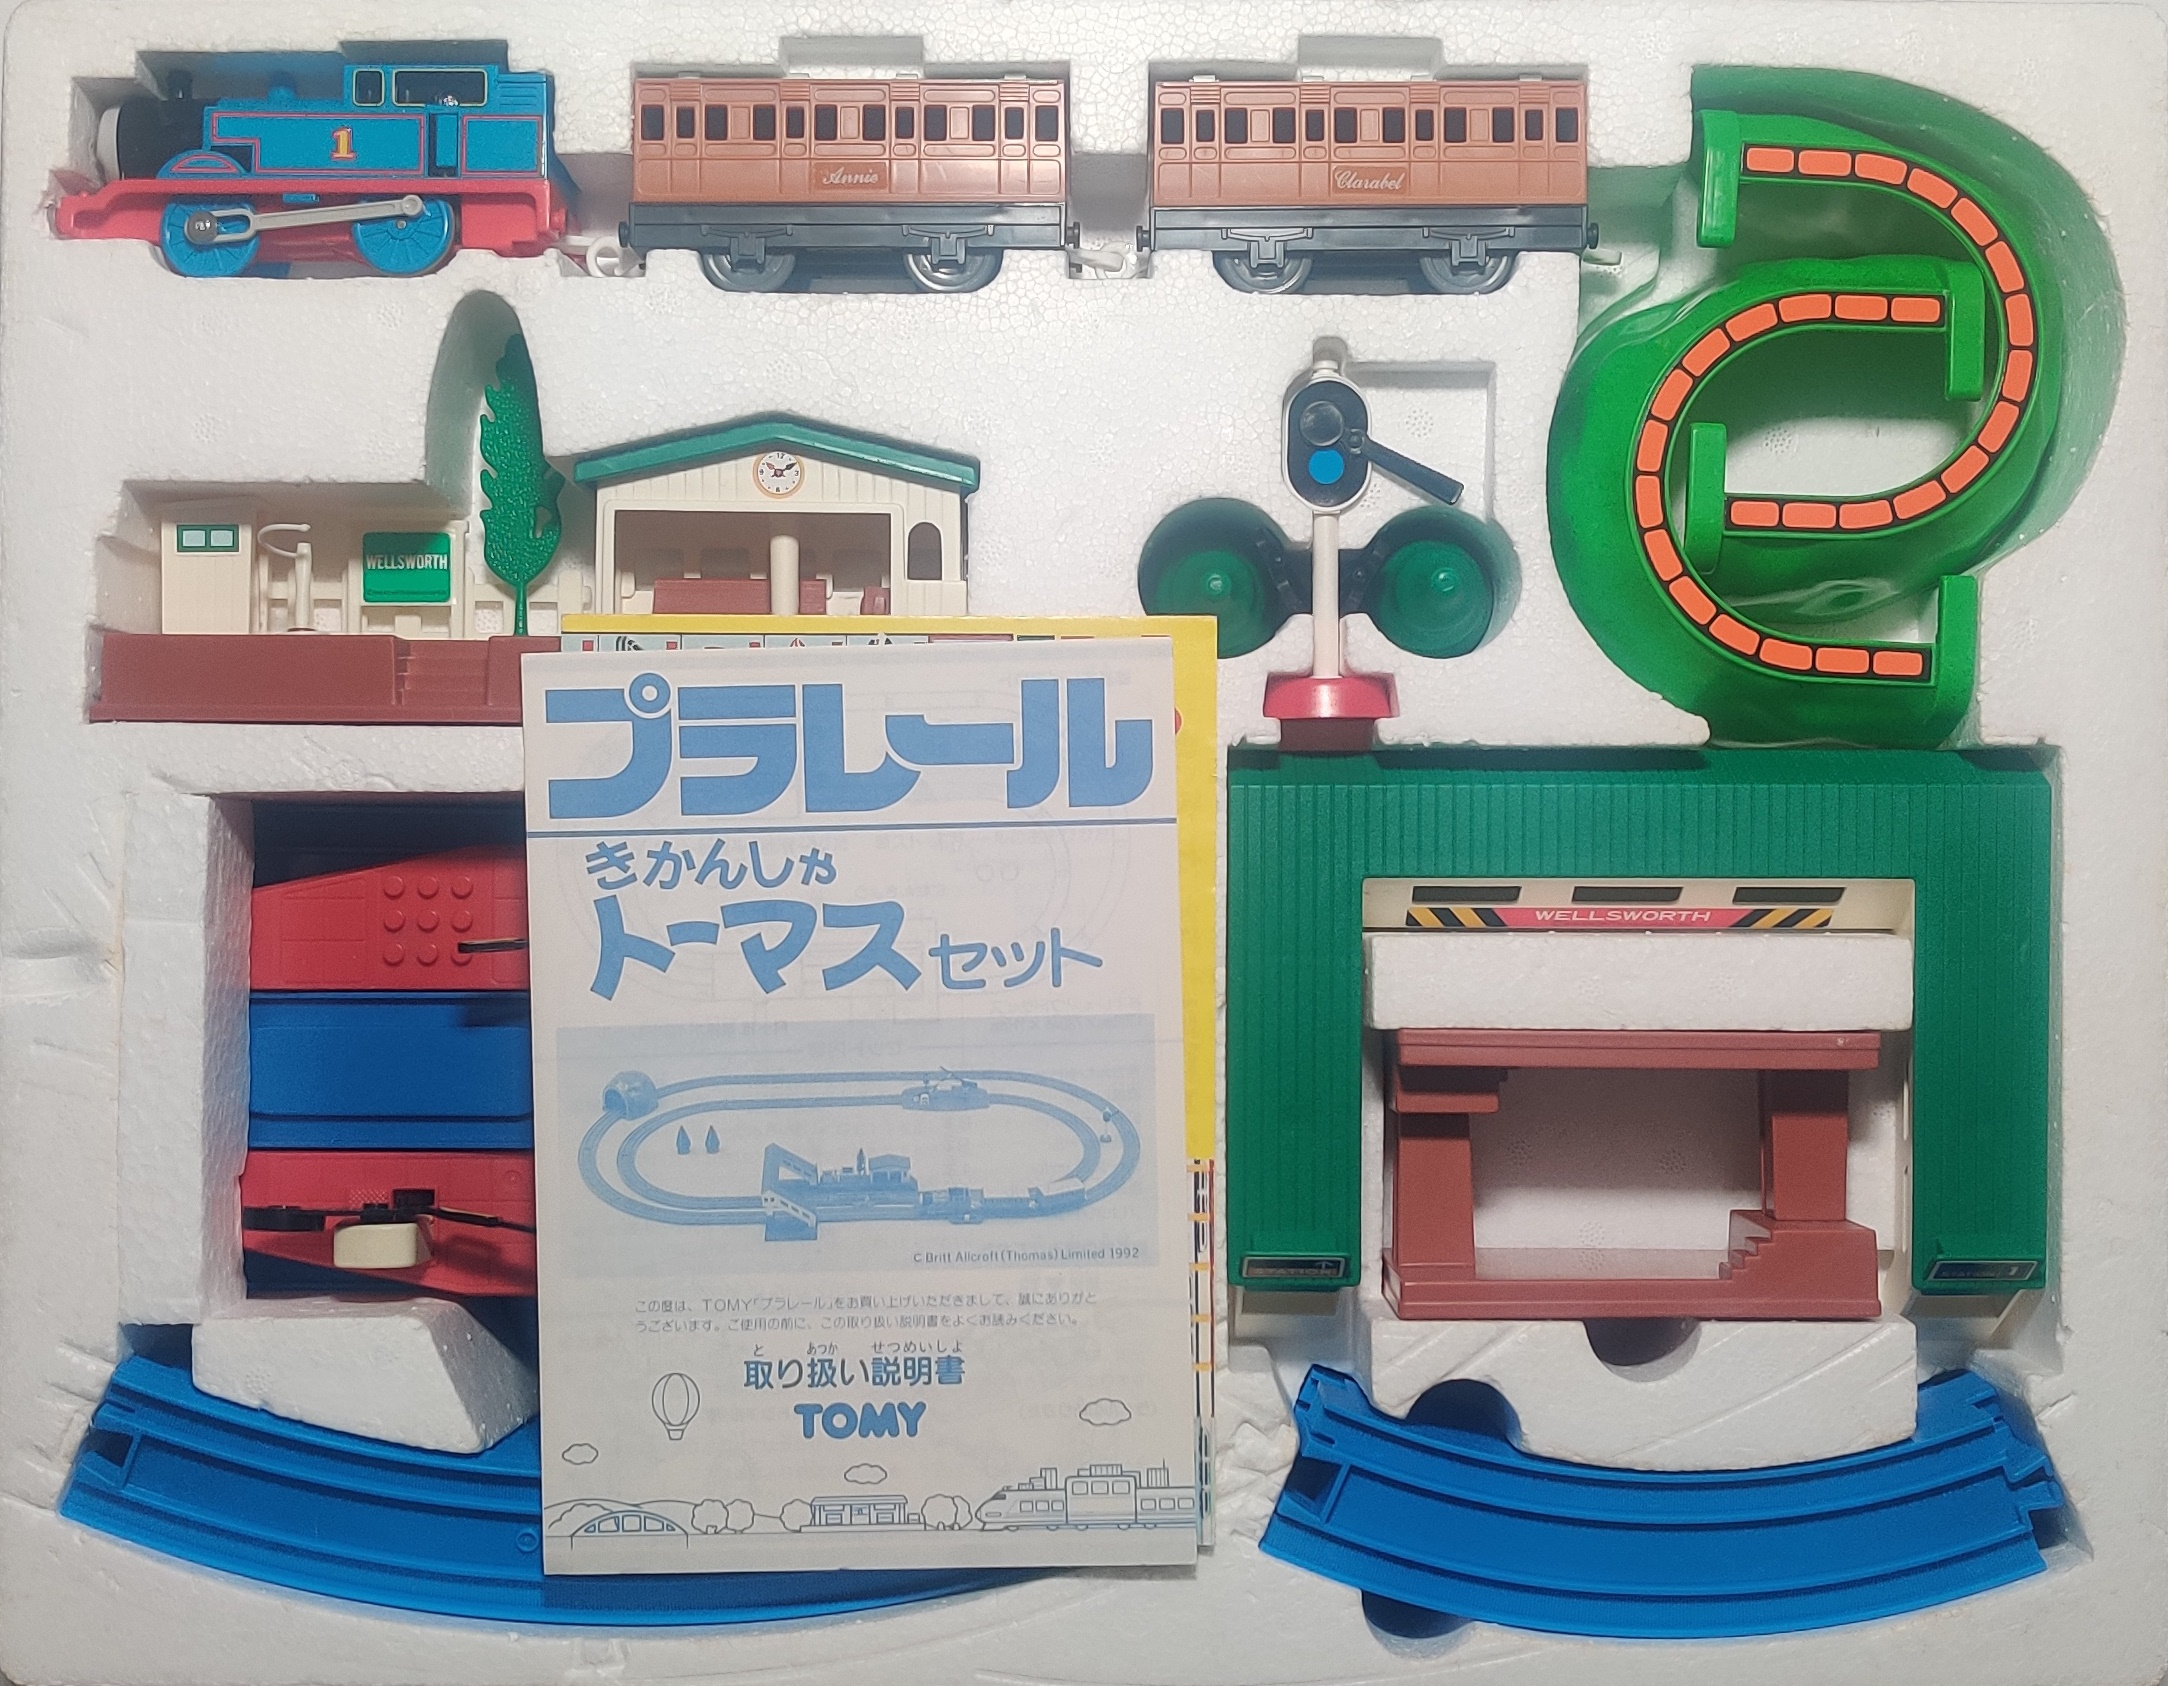 1
Annie
Clarabel
WELLSWORTH
プラレール
きかんしゃ
トーマスセット
WELLSWORTH
C Britt Allcroft (Thomas) Limited 1992
STATION
STATION 1
この度は、TOMY「プラレール」をお買い上げいただきまして、誠にありがと
うございます。ご使用の前に、この取り扱い説明書をよくお読みください。
と あつか せつめいしよ
取り扱い説明書
TOMY